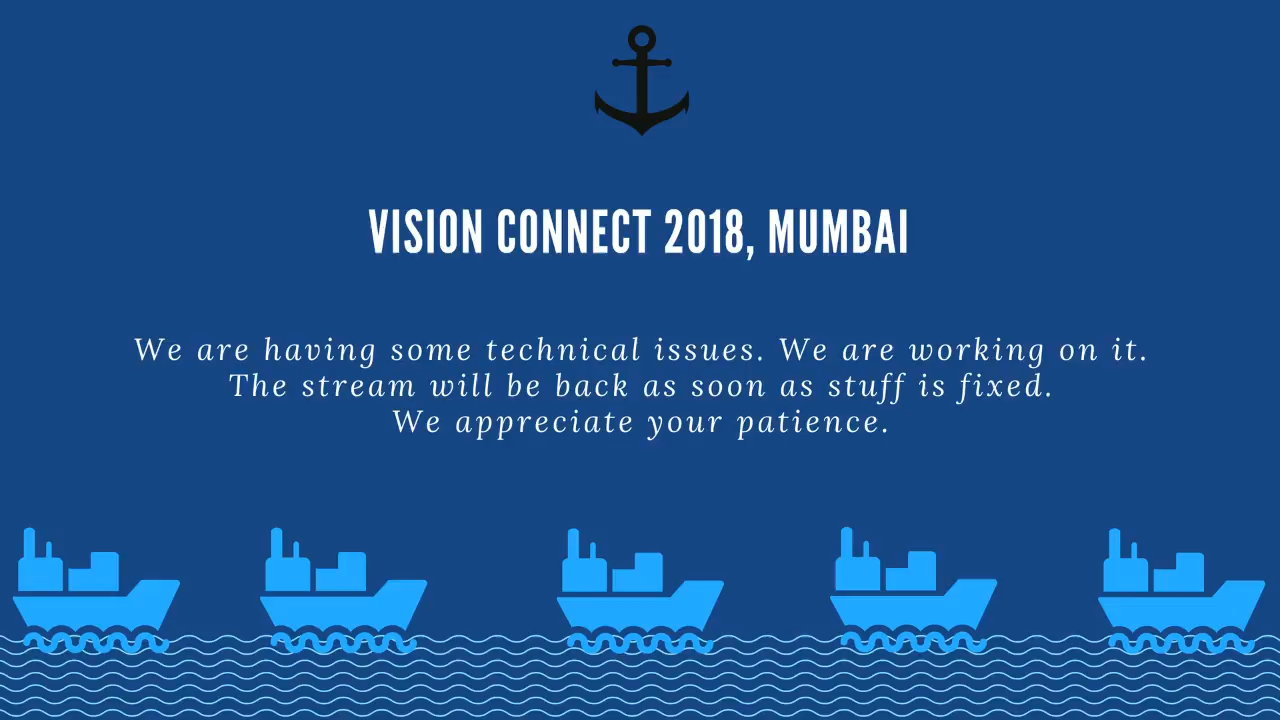 VISION CONNECT 2018, MUMBAI
We are having some technical issues. We are working on it.
The stream will be back as soon as stuff is fixed.
We appreciate your patience.